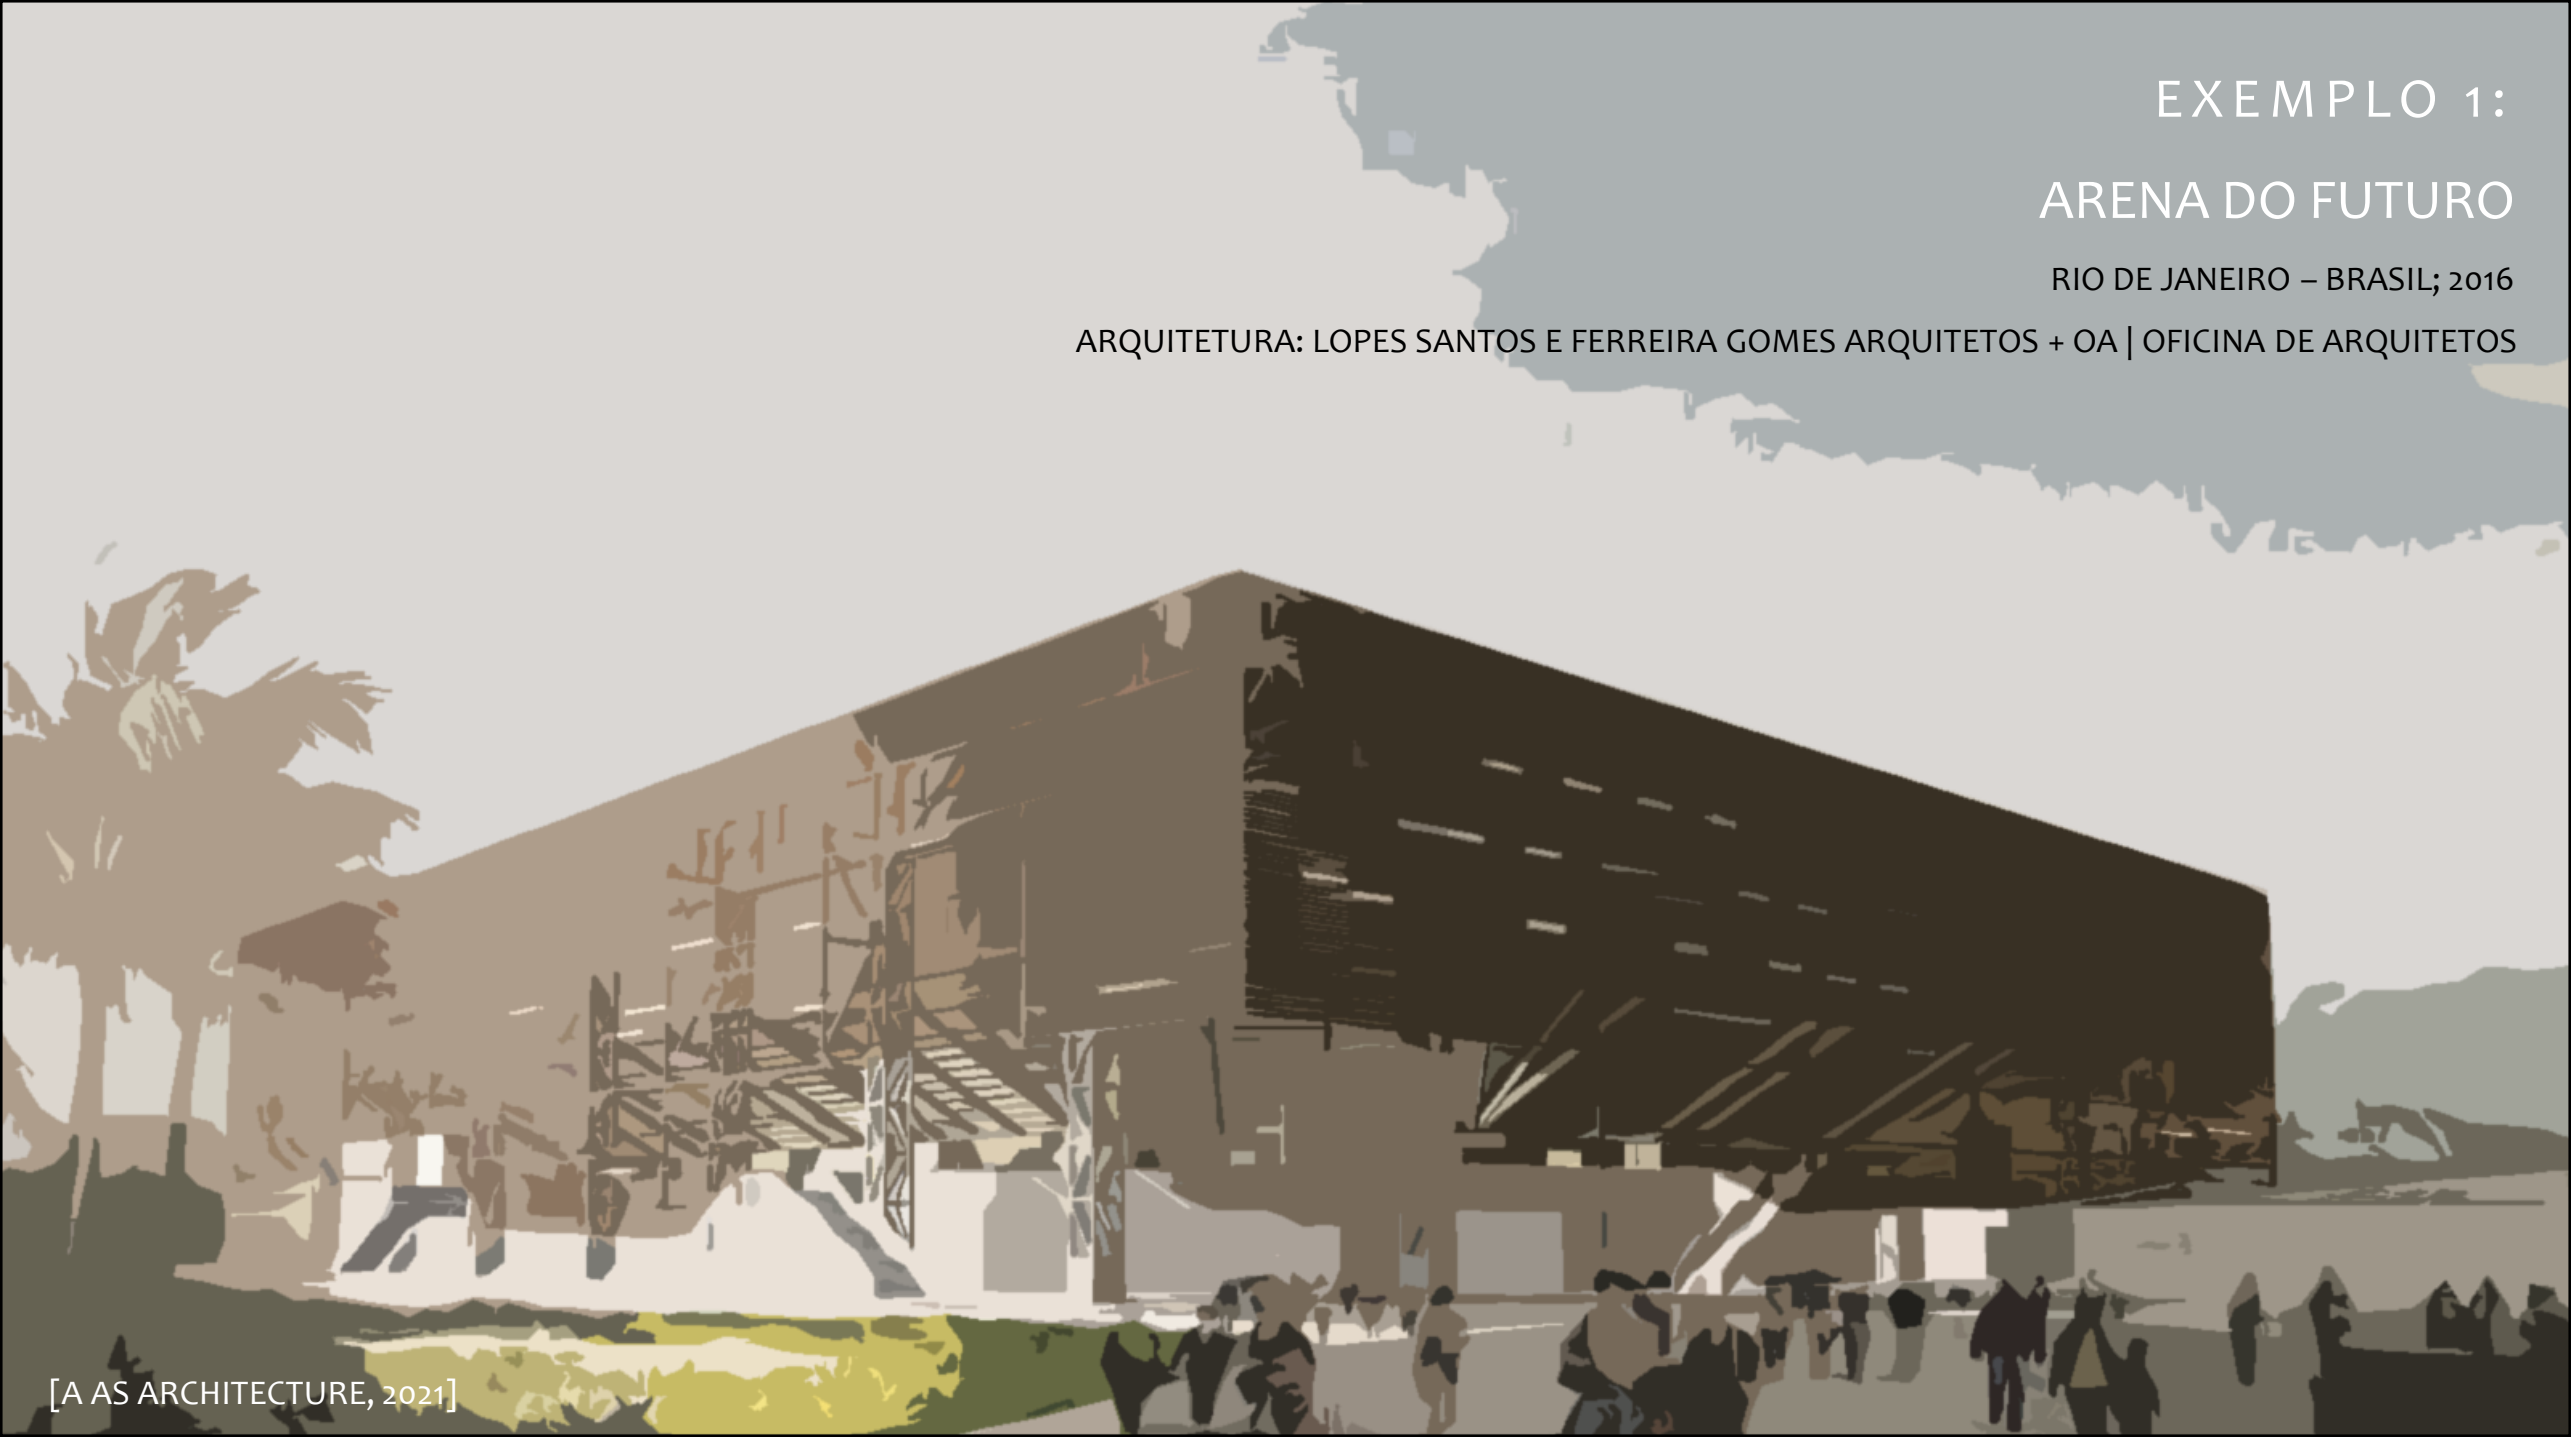 EXEMPLO 1:
ARENA DO FUTURO
RIO DE JANEIRO – BRASIL; 2016
ARQUITETURA: LOPES SANTOS E FERREIRA GOMES ARQUITETOS + OA | OFICINA DE ARQUITETOS
[A AS ARCHITECTURE, 2021]